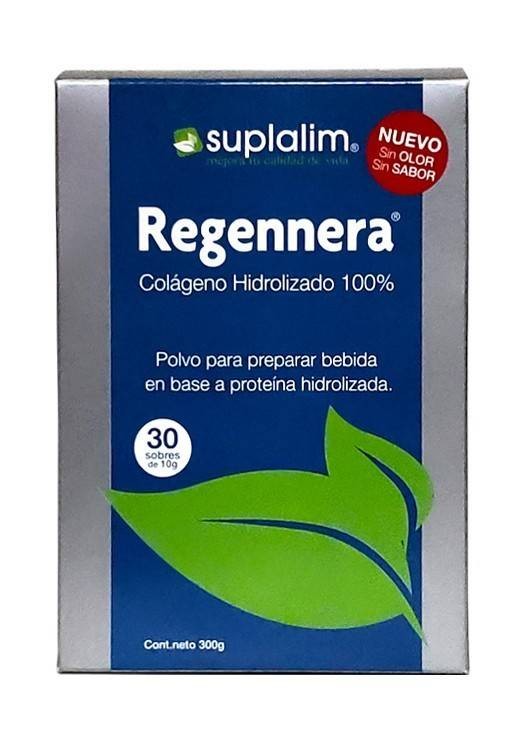 suplalim®
mejora tu calidad de vida
NUEVO
Sin OLOR
Sin SABOR
Regennera®
Colágeno Hidrolizado 100%
Polvo para preparar bebida
en base a proteína hidrolizada.
30
sobres
de 10g
Cont.neto 300g